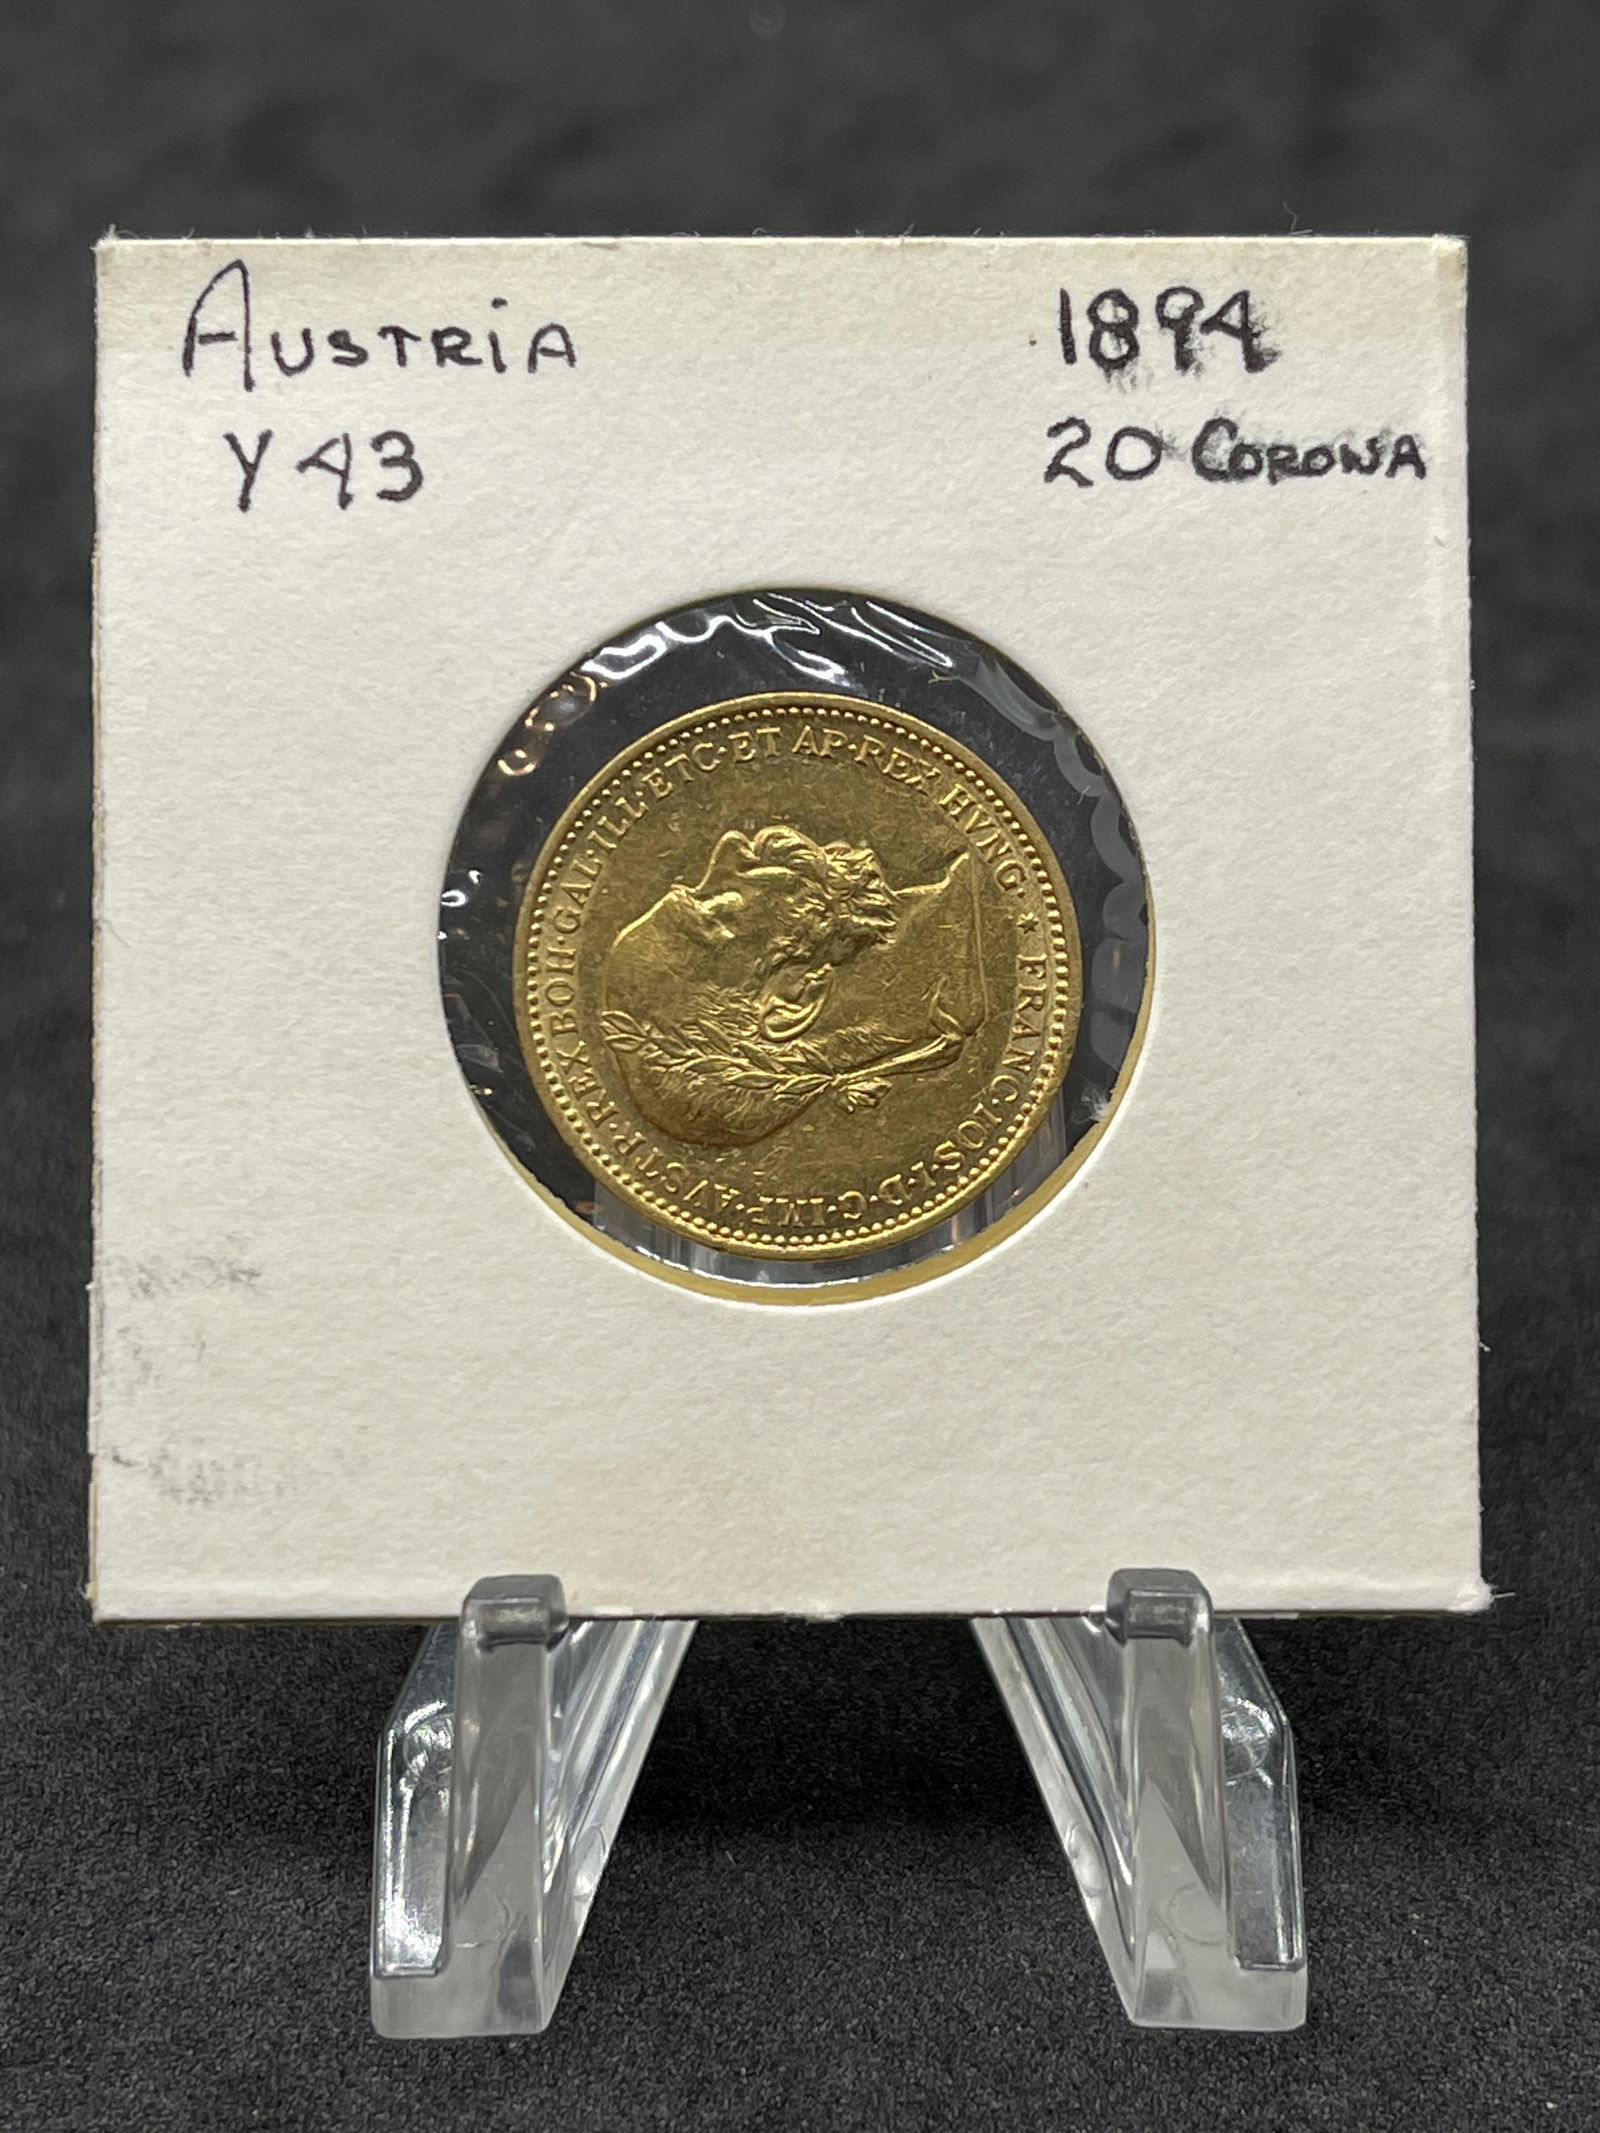 Austria
Y43
1894
20 Corona
FRANC·IOS·I·D·G·IMP·AVSTR·REX BOH·GAL·ILL·ETC·ET AP·REX HVNG· ★